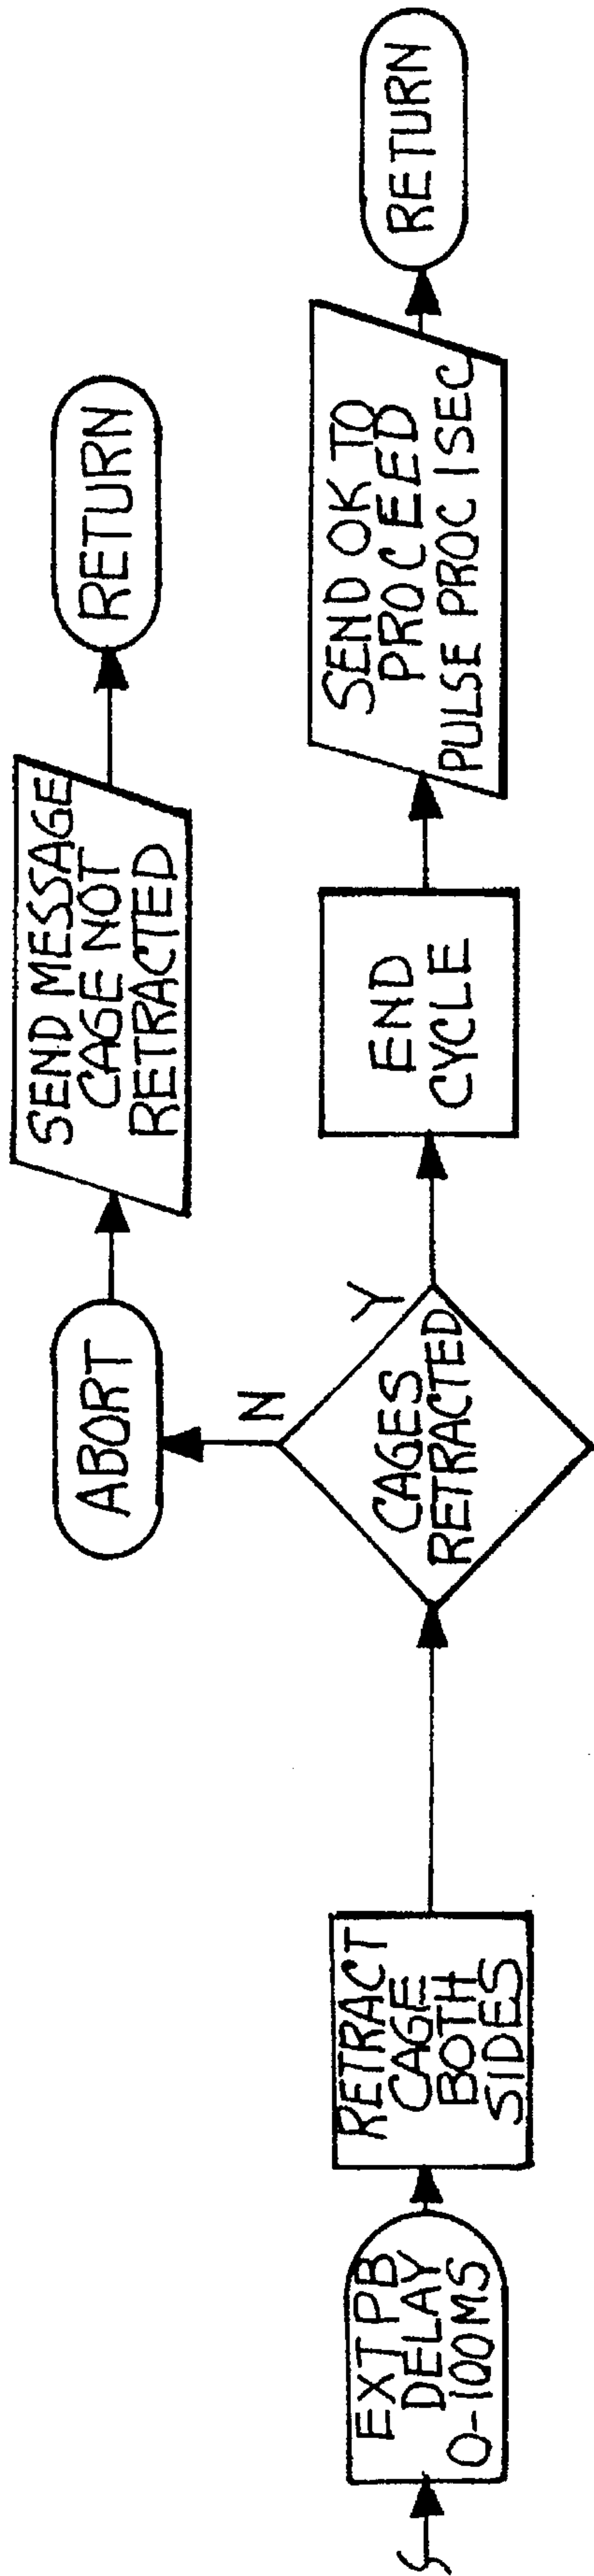 EXT PB
DELAY
0-100MS
RETRACT
CAGE
BOTH
SIDES
CAGES
RETRACTED
N
Y
ABORT
SEND MESSAGE
CAGE NOT
RETRACTED
RETURN
END
CYCLE
SEND OK TO
PROCEED
PULSE PROC 1SEC
RETURN